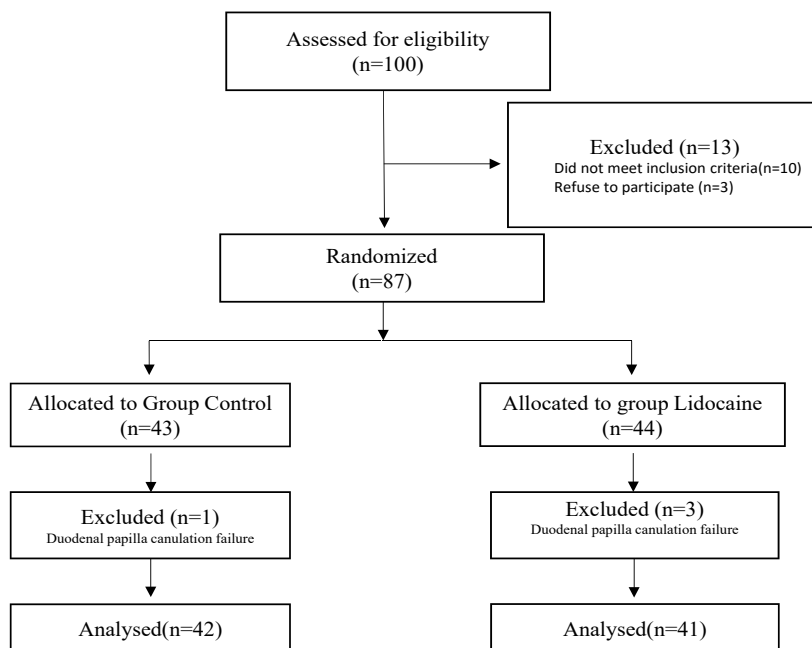 Assessed for eligibility
(n=100)
Excluded (n=13)
Did not meet inclusion criteria(n=10)
Refuse to participate (n=3)
Randomized
(n=87)
Allocated to Group Control
(n=43)
Allocated to group Lidocaine
(n=44)
Excluded (n=1)
Duodenal papilla canulation failure
Excluded (n=3)
Duodenal papilla canulation failure
Analysed(n=42)
Analysed(n=41)